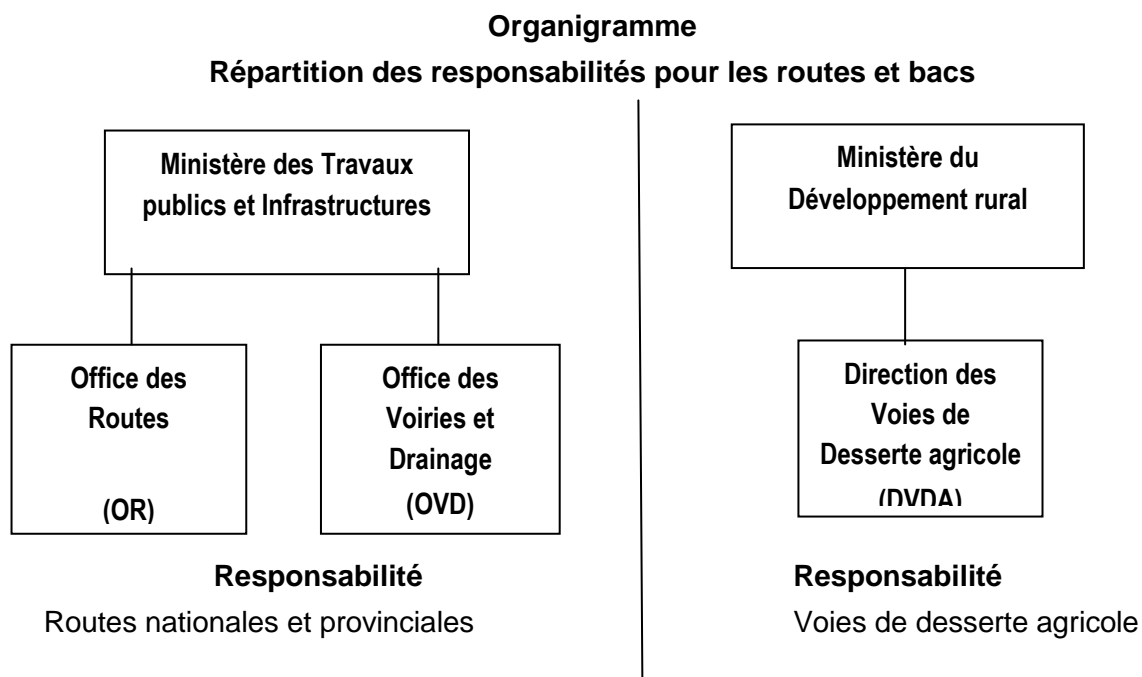 Organigramme
Répartition des responsabilités pour les routes et bacs
Ministère des Travaux
publics et Infrastructures
Ministère du
Développement rural
Office des
Routes
(OR)
Office des
Voiries et
Drainage
(OVD)
Direction des
Voies de
Desserte agricole
(DVDA)
Responsabilité
Routes nationales et provinciales
Responsabilité
Voies de desserte agricole